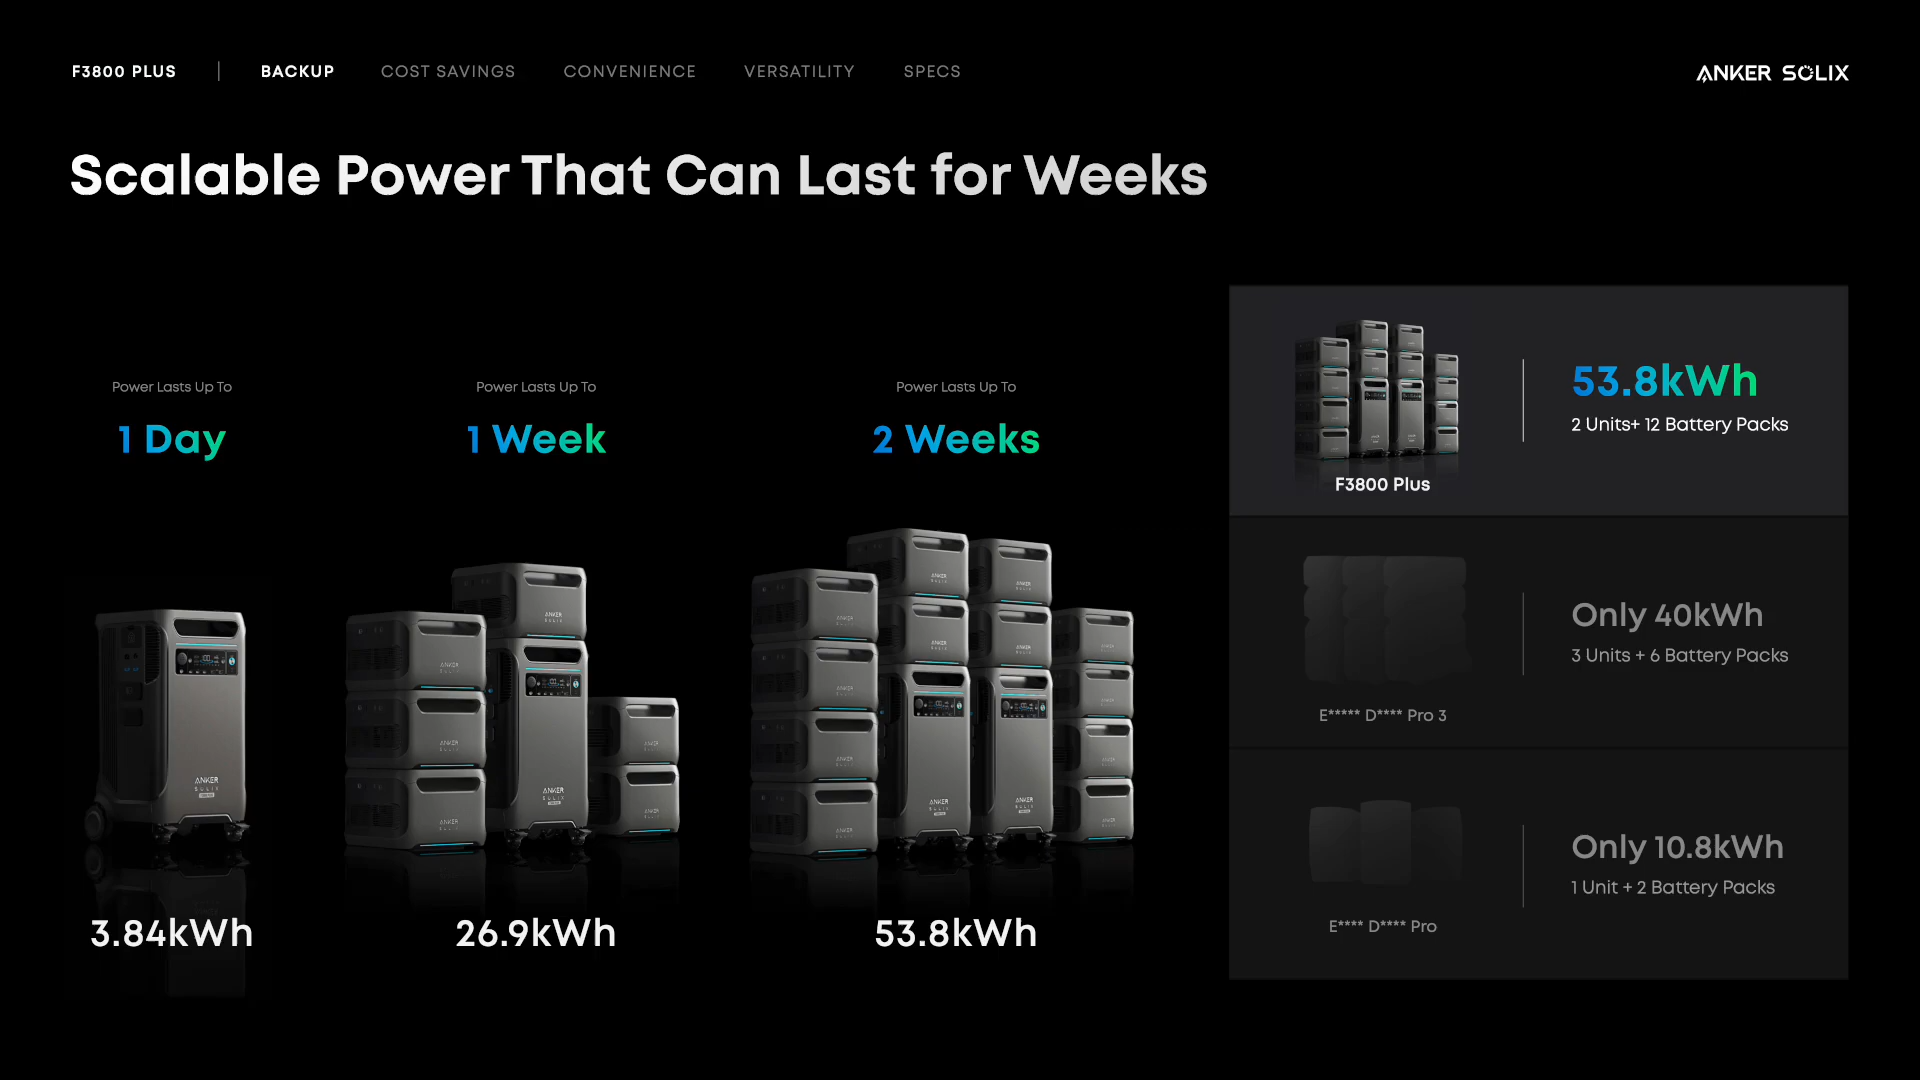 F3800 PLUS | BACKUP COST SAVINGS CONVENIENCE VERSATILITY SPECS
ANKER SOLIX
Scalable Power That Can Last for Weeks
Power Lasts Up To
1 Day
3.84kWh
Power Lasts Up To
1 Week
26.9kWh
Power Lasts Up To
2 Weeks
53.8kWh
F3800 Plus
53.8kWh
2 Units+ 12 Battery Packs
E***** D**** Pro 3
Only 40kWh
3 Units + 6 Battery Packs
E**** D**** Pro
Only 10.8kWh
1 Unit + 2 Battery Packs